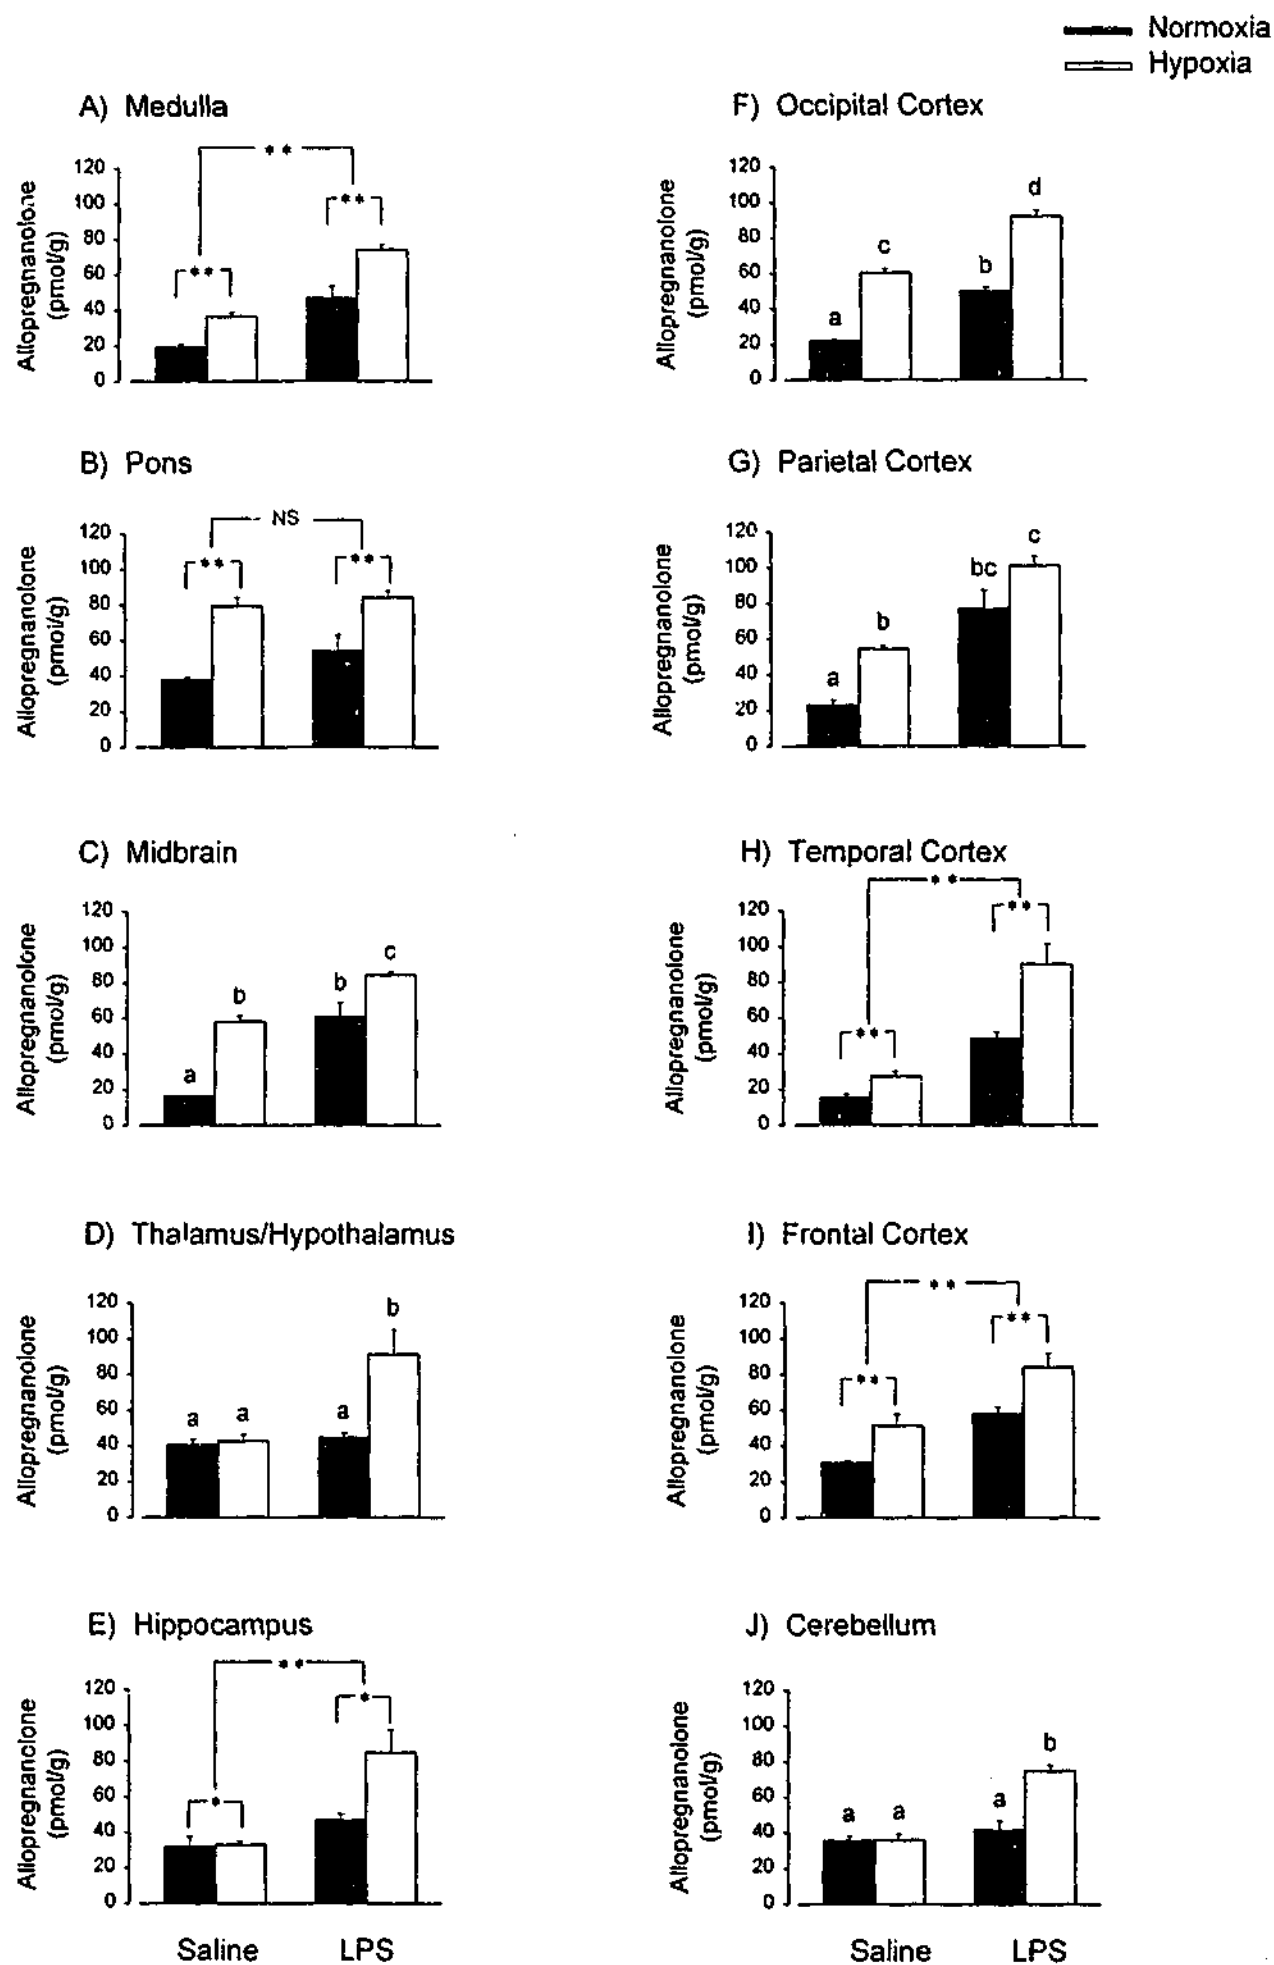 Normoxia
Hypoxia
A) Medulla
**
120
100
80
60
40
20
0
Allopregnanolone
(pmol/g)
**
**
B) Pons
NS
120
100
80
60
40
20
0
Allopregnanolone
(pmol/g)
**
**
C) Midbrain
120
100
80
60
40
20
0
Allopregnanolone
(pmol/g)
a
b
b
c
D) Thalamus/Hypothalamus
120
100
80
60
40
20
0
Allopregnanolone
(pmol/g)
a
a
a
b
E) Hippocampus
**
120
100
80
60
40
20
0
Allopregnanolone
(pmol/g)
*
*
Saline LPS
F) Occipital Cortex
120
100
80
60
40
20
0
Allopregnanolone
(pmol/g)
a
c
b
d
G) Parietal Cortex
120
100
80
60
40
20
0
Allopregnanolone
(pmol/g)
a
b
bc
c
H) Temporal Cortex
**
120
100
80
60
40
20
0
Allopregnanolone
(pmol/g)
**
**
I) Frontal Cortex
**
120
100
80
60
40
20
0
Allopregnanolone
(pmol/g)
**
**
J) Cerebellum
120
100
80
60
40
20
0
Allopregnanolone
(pmol/g)
a
a
a
b
Saline LPS